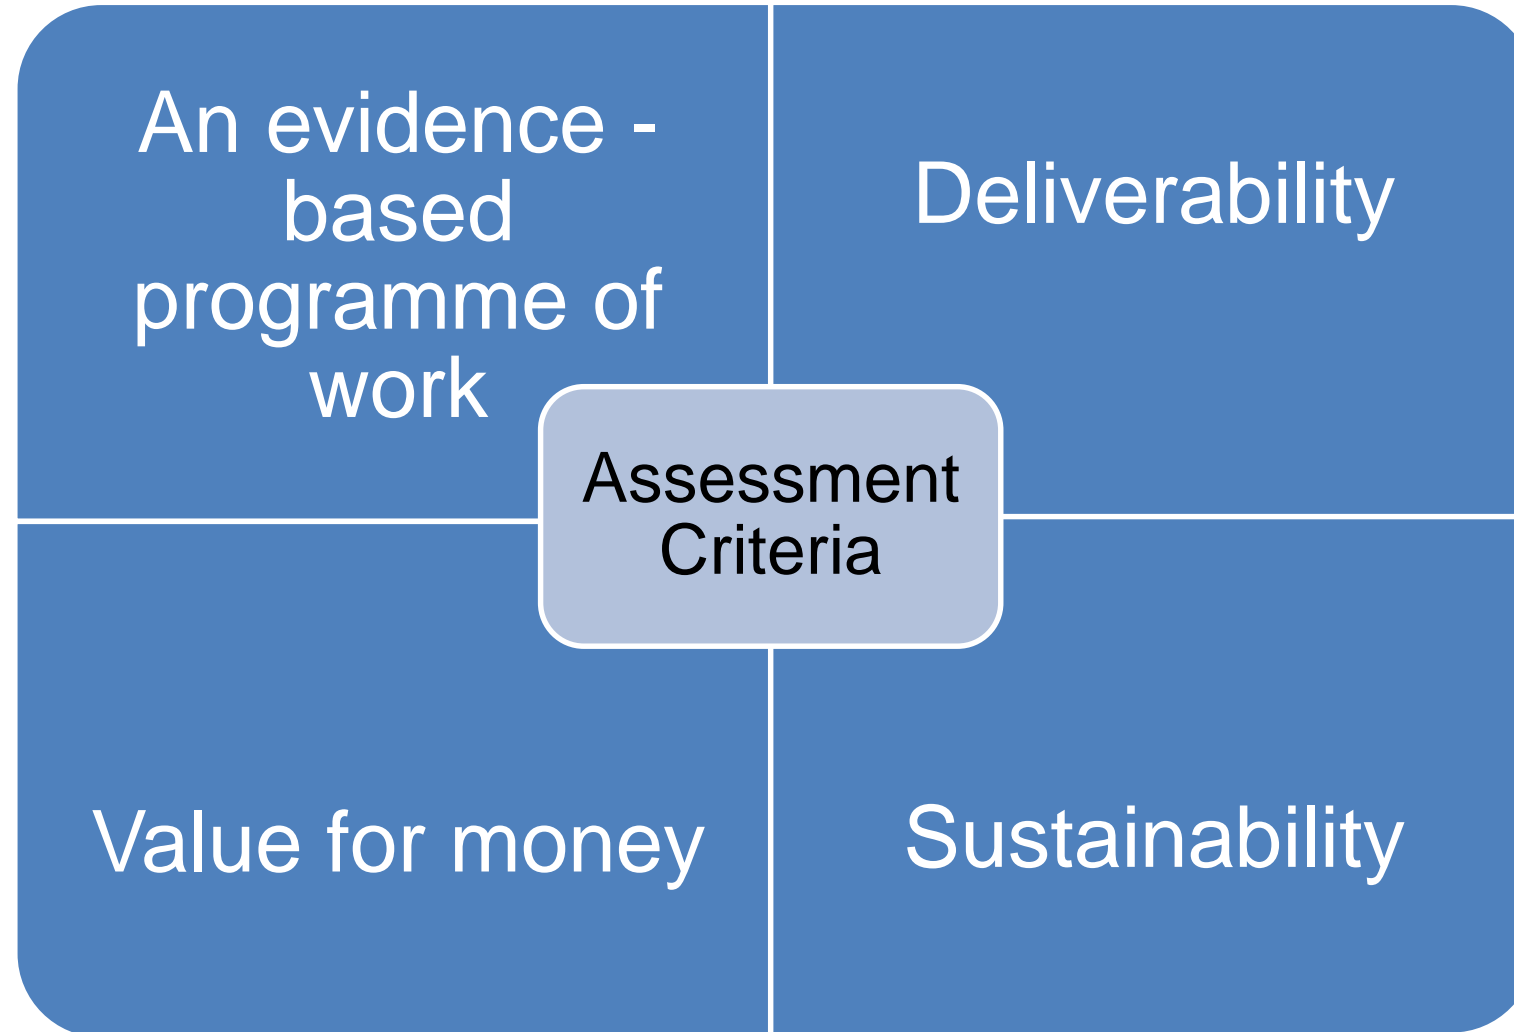 An evidence -
based
programme of
work
Deliverability
Assessment
Criteria
Value for money
Sustainability